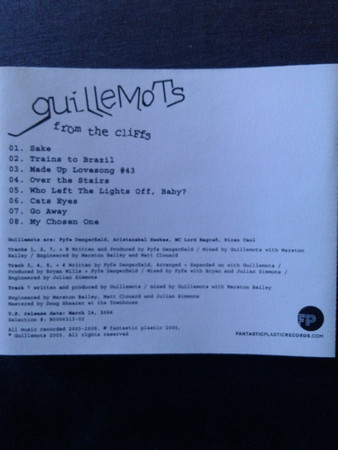 guillemots
from the cliffs
01. Sake
02. Trains to Brazil
03. Made Up Lovesong #43
04. Over the Stairs
05. Who Left The Lights Off, Baby?
06. Cats Eyes
07. Go Away
08. My Chosen One
Guillemots are: Fyfe Dangerfield, Aristazabal Hawkes, MC Lord Magrao, Rican Caol
Tracks 1, 2, 7, + 8 Written and Produced by Fyfe Dangerfield / Mixed by Guillemots with Marston
Bailey / Engineered by Marston Bailey and Matt Clouard
Track 3, 4, 5, + 6 Written by Fyfe Dangerfield, Arranged + Expanded on with Guillemots /
Produced by Bryan Mills + Fyfe Dangerfield / Mixed by Fyfe with Bryan and Julian Simmons /
Engineered by Julian Simmons
Track written and produced by Guillemots / mixed by Guillemots with Marston Bailey
Engineered by Marston Bailey, Matt Clouard and Julian Simmons
Mastered by Doug Shearer at the Townhouse
U.S. release date: March 14, 2006
Selection #:
All music recorded 2003-2005. ℗ fantastic plastic 2005.
© Guillemots 2005. All rights reserved
FP
FANTASTICPLASTICRECORDS.COM